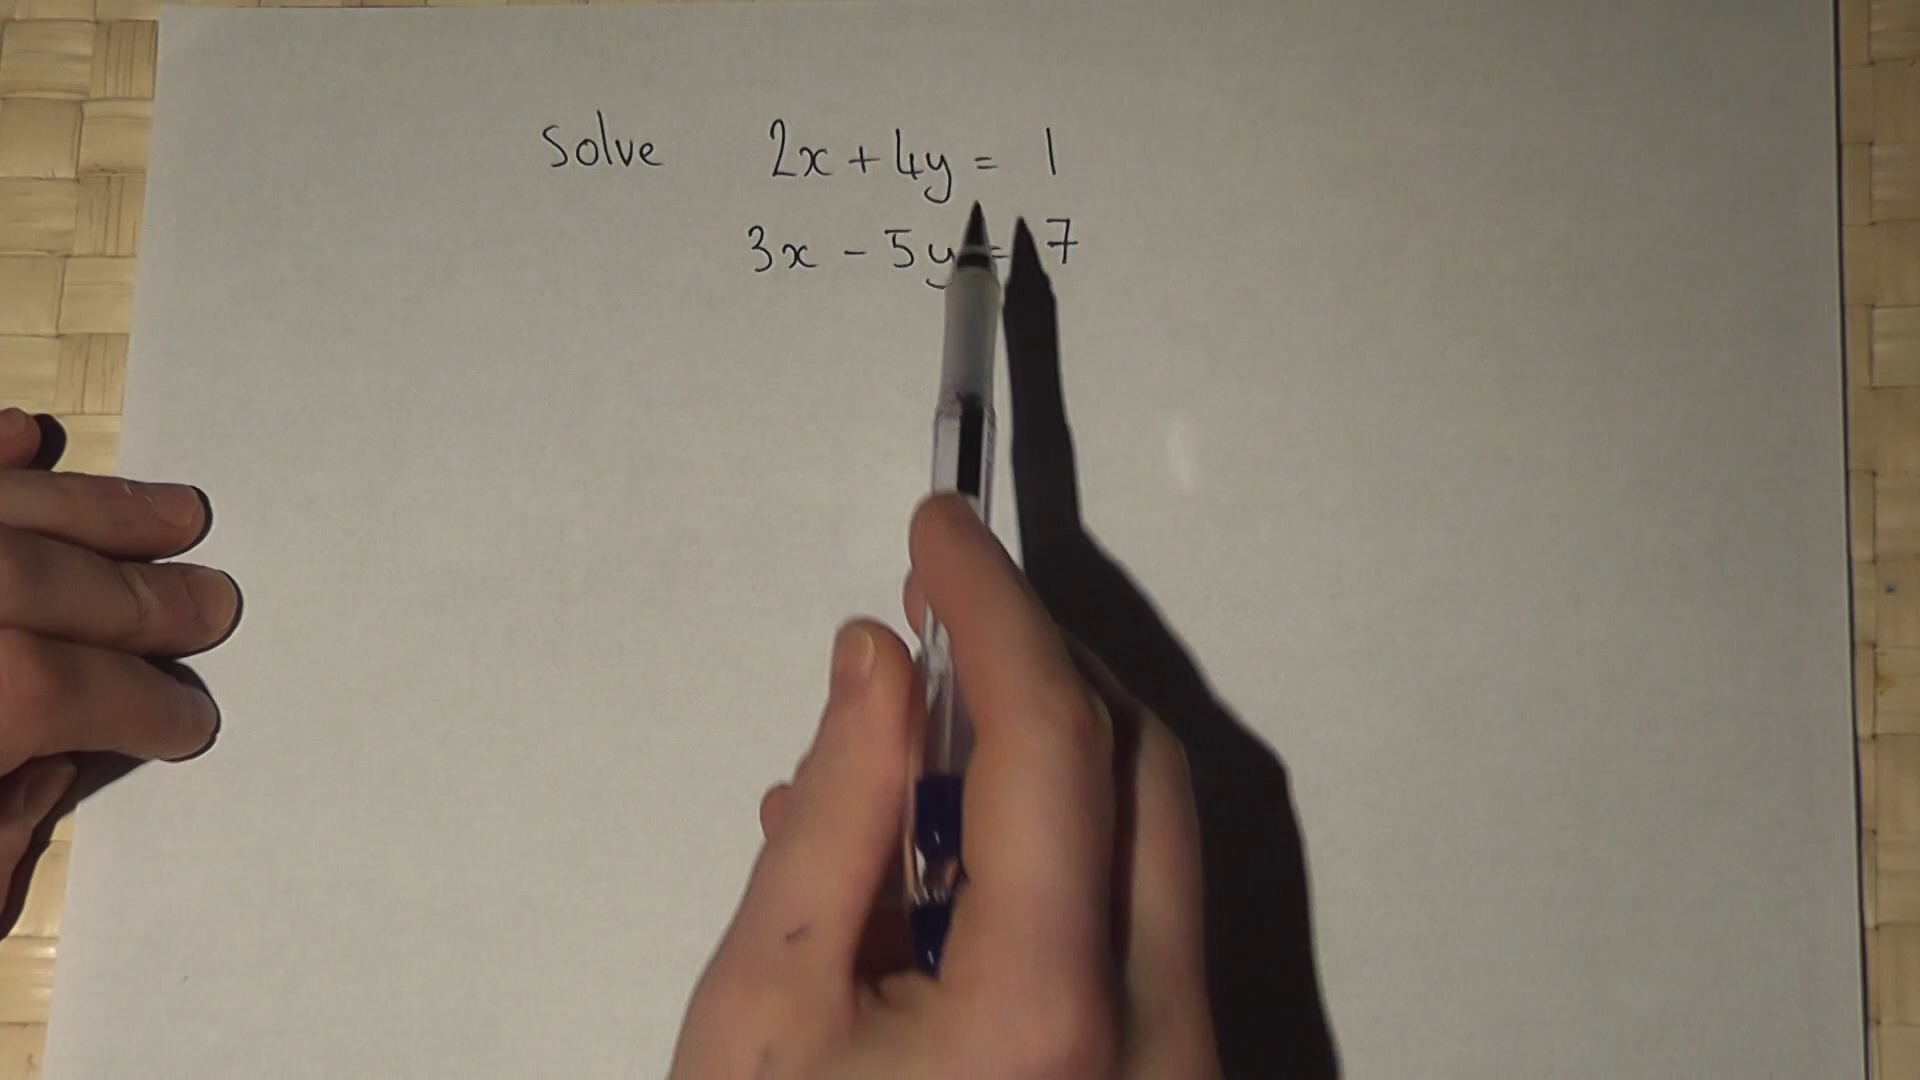 Solve 2x + 4y = 1
3x - 5y = 7